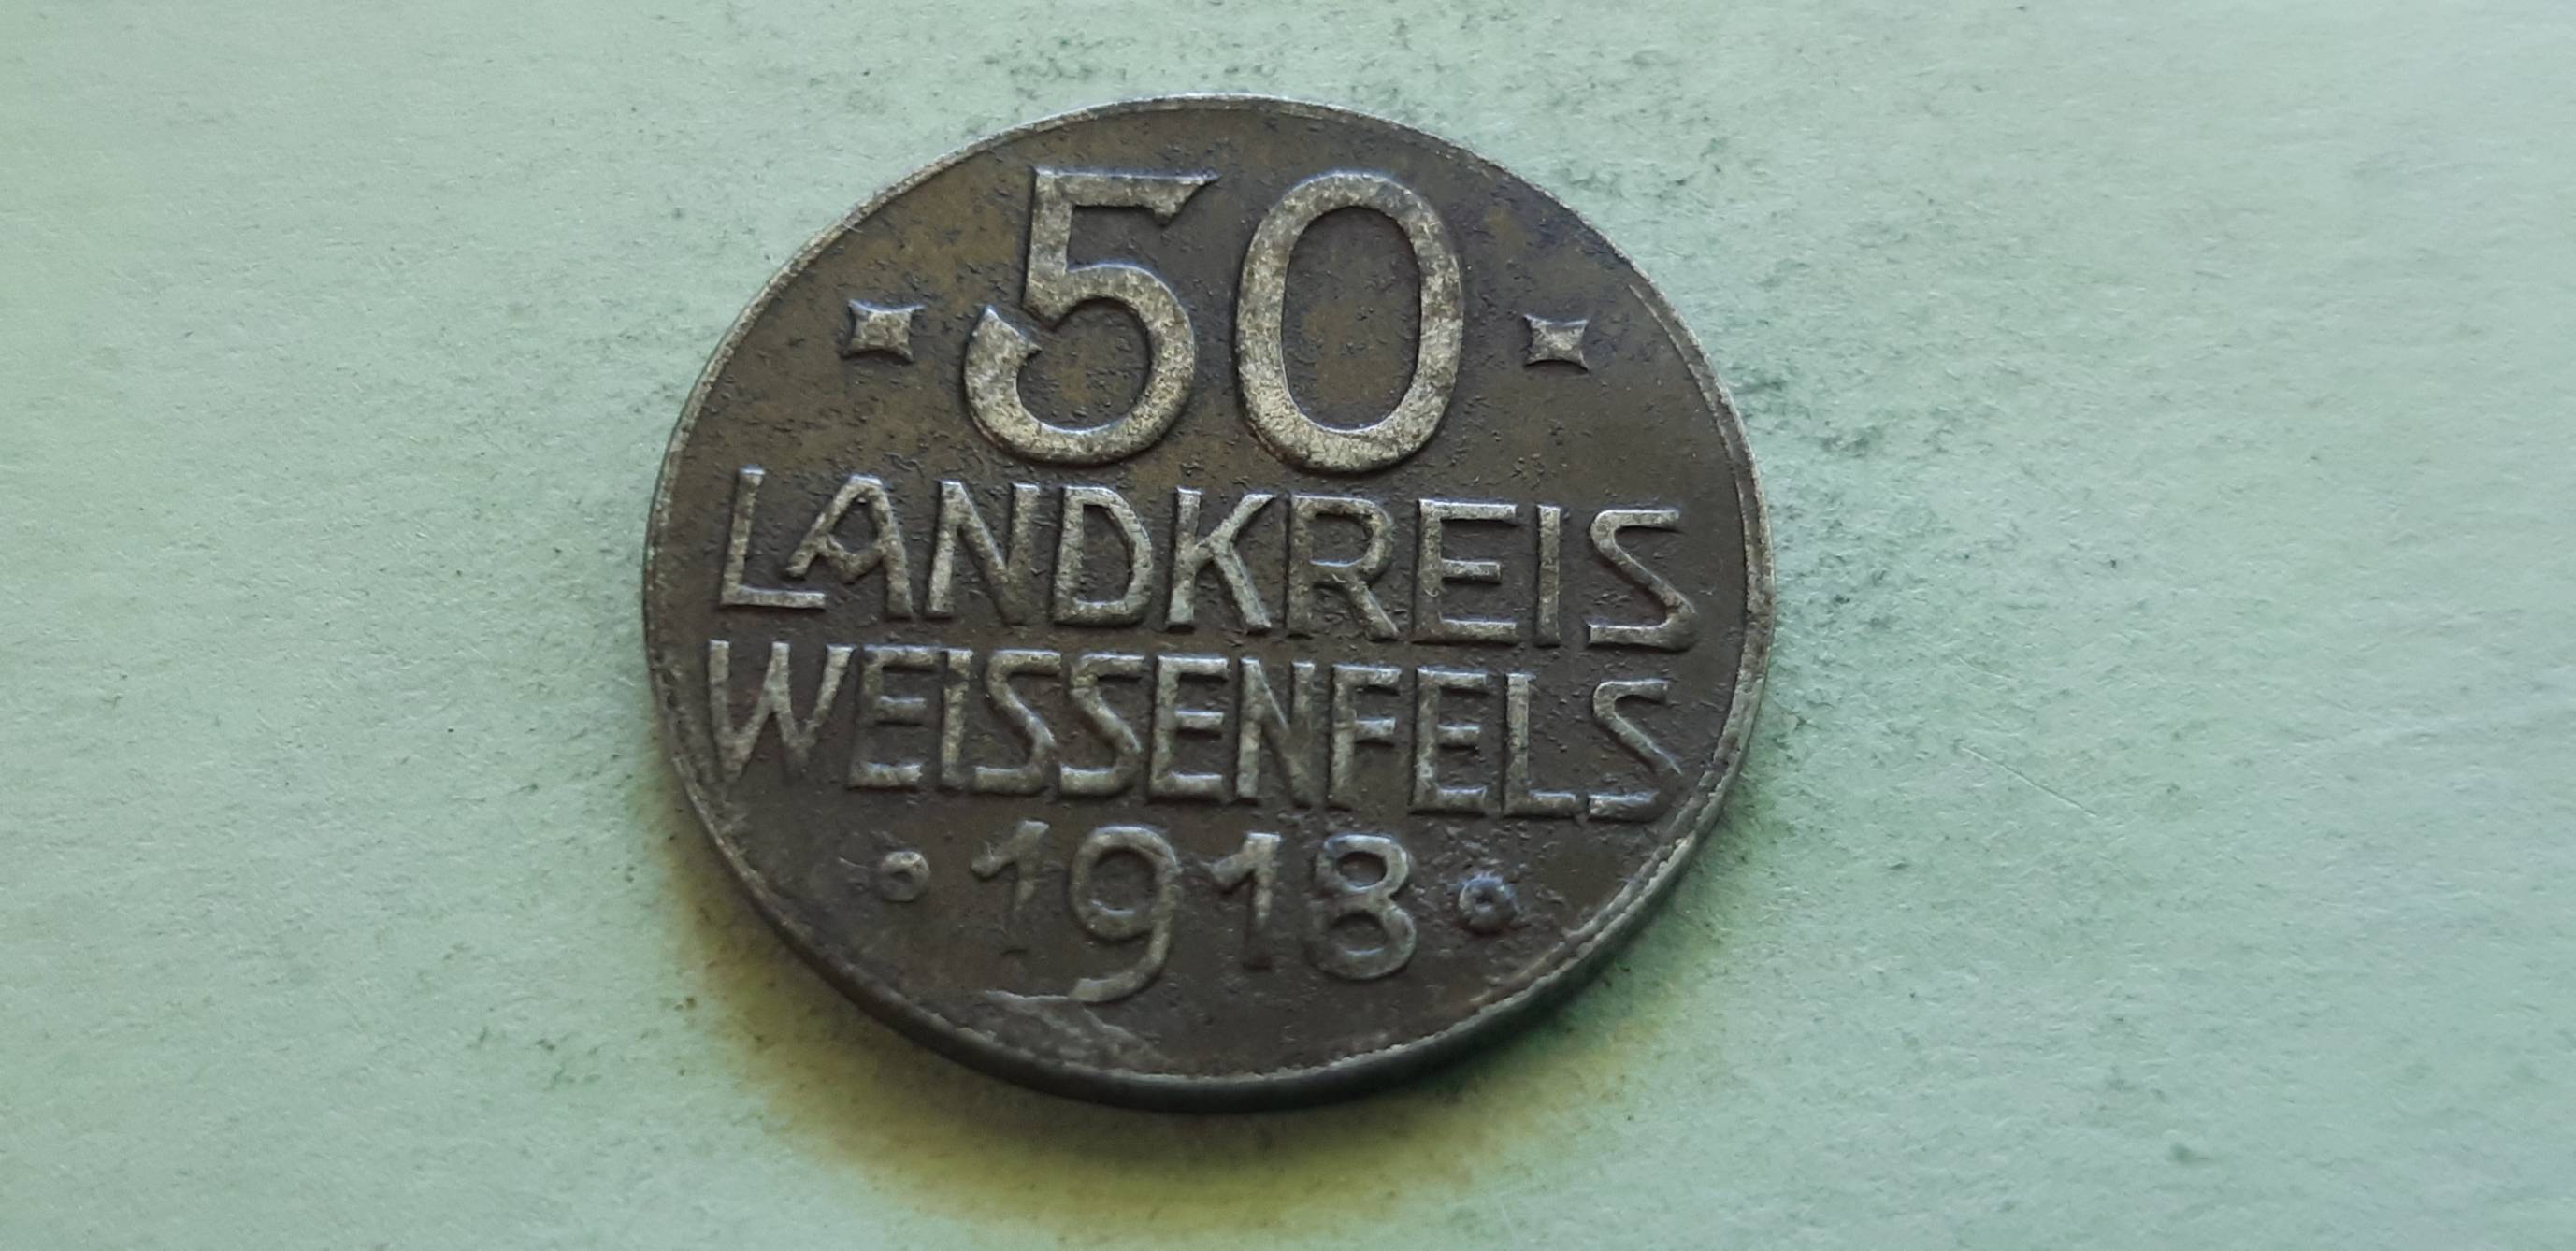 50
LANDKREIS
WEISSENFELS
1918